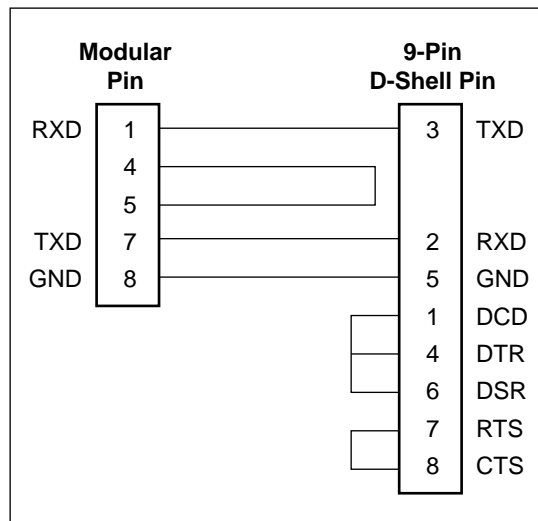 Modular
Pin
9-Pin
D-Shell Pin
RXD 1 3 TXD
4
5
TXD 7 2 RXD
GND 8 5 GND
1 DCD
4 DTR
6 DSR
7 RTS
8 CTS